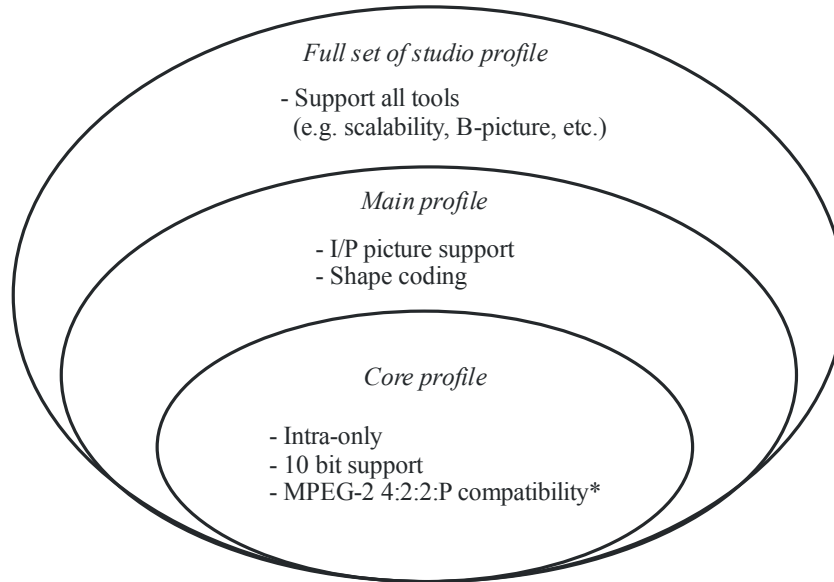 Full set of studio profile
- Support all tools
(e.g. scalability, B-picture, etc.)
Main profile
- I/P picture support
- Shape coding
Core profile
- Intra-only
- 10 bit support
- MPEG-2 4:2:2:P compatibility*